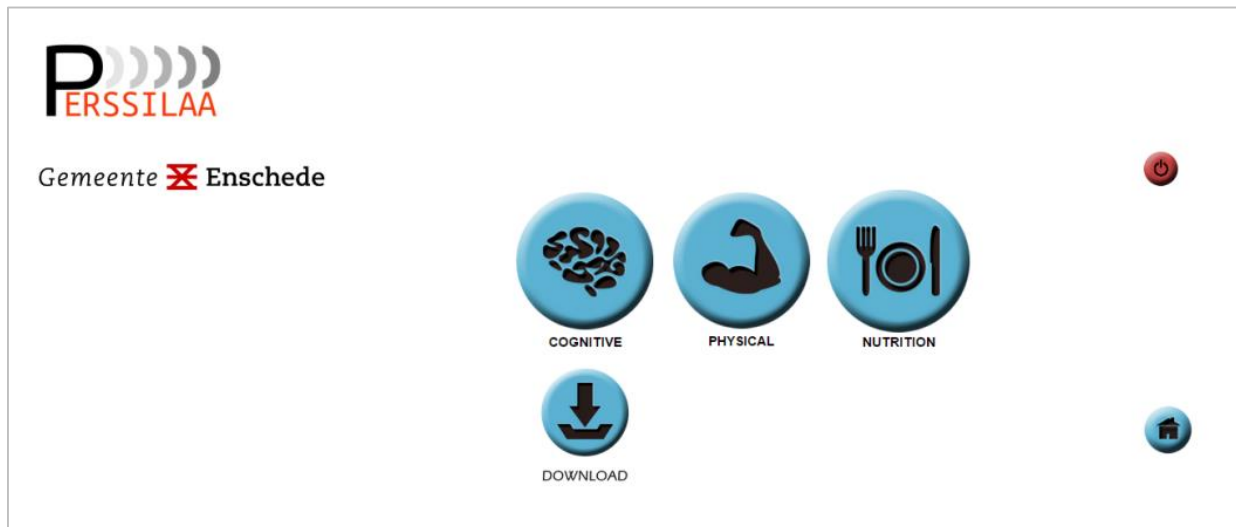 PERSSILAA
Gemeente Enschede
COGNITIVE
PHYSICAL
NUTRITION
DOWNLOAD